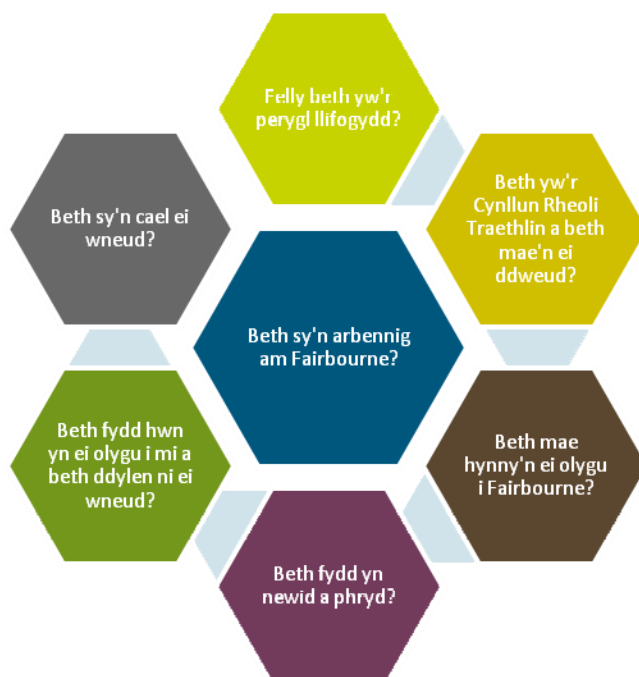 Felly beth yw'r
perygl llifogydd?
Beth yw'r
Cynllun Rheoli
Traethlin a beth
mae'n ei
ddweud?
Beth sy'n cael ei
wneud?
Beth sy'n arbennig
am Fairbourne?
Beth mae
hynny'n ei olygu
i Fairbourne?
Beth fydd hwn
yn ei olygu i mi a
beth ddylen ni ei
wneud?
Beth fydd yn
newid a phryd?